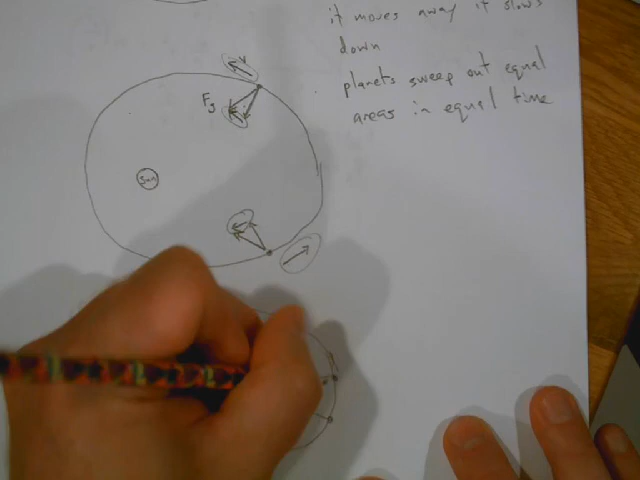 it moves away it slows
down
planets sweep out equal
areas in equal time
Fg
Sun